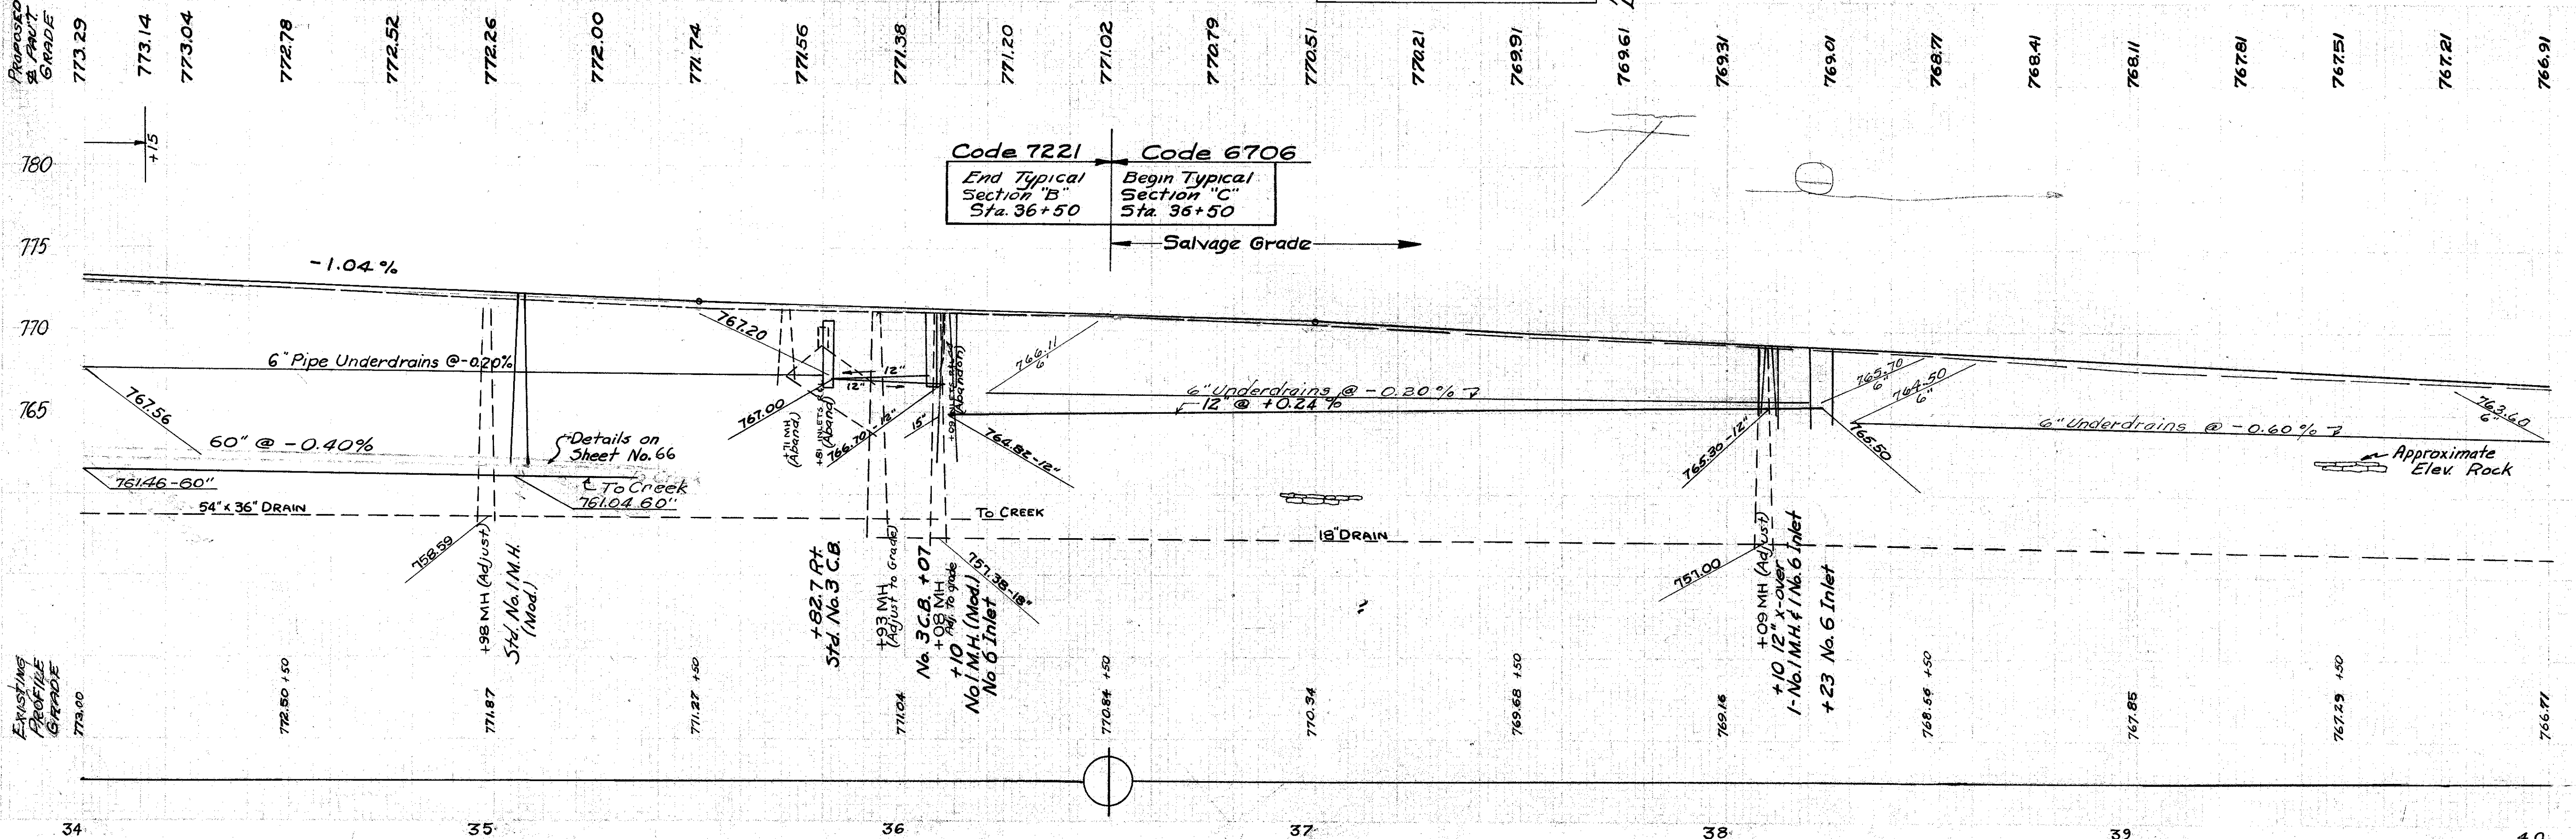 PROPOSED
℄ PAV'T.
GRADE
773.29
773.14
773.04
772.78
772.52
772.26
772.00
771.74
771.56
771.38
771.20
771.02
770.79
770.51
770.21
769.91
769.61
769.31
769.01
768.71
768.41
768.11
767.81
767.51
767.21
766.91
+15
780
775
770
765
Code 7221
Code 6706
End Typical
Section "B"
Sta. 36+50
Begin Typical
Section "C"
Sta. 36+50
Salvage Grade
-1.04 %
767.20
6" Pipe Underdrains @-0.20%
767.56
60" @ -0.40%
Details on
Sheet No. 66
761.46-60"
To Creek
761.04 60"
54" x 36" DRAIN
TO CREEK
758.59
12"
12"
767.00
+71 MH
(Aband)
+81 INLETS
(Aband)
766.70-12"
15"
(Abandon)
766.11
6"
6" Underdrains @ -0.20%
12" @ +0.24 %
764.82-12"
765.30-12"
765.50
765.70
6"
764.50
6"
6" Underdrains @ -0.60%
763.60
6"
Approximate
Elev. Rock
18" DRAIN
757.38-18"
757.00
+98 MH (Adjust)
Std. No. 1 M.H.
(Mod.)
+82.7 Rt.
Std. No. 3 C.B.
+93 MH
(Adjust to Grade)
No. 3 C.B. +07
+08 MH
Adj. to grade
+10
No 1 M.H. (Mod.)
No 6 Inlet
+09 MH (Adjust)
+10 12" X-over
1-No. 1 M.H. & 1 No. 6 Inlet
+23 No. 6 Inlet
EXISTING
PROFILE
GRADE
773.00
772.50 +50
771.87
771.27 +50
771.04
770.84 +50
770.34
769.68 +50
769.16
768.56 +50
767.85
767.29 +50
766.77
34
35
36
37
38
39
40